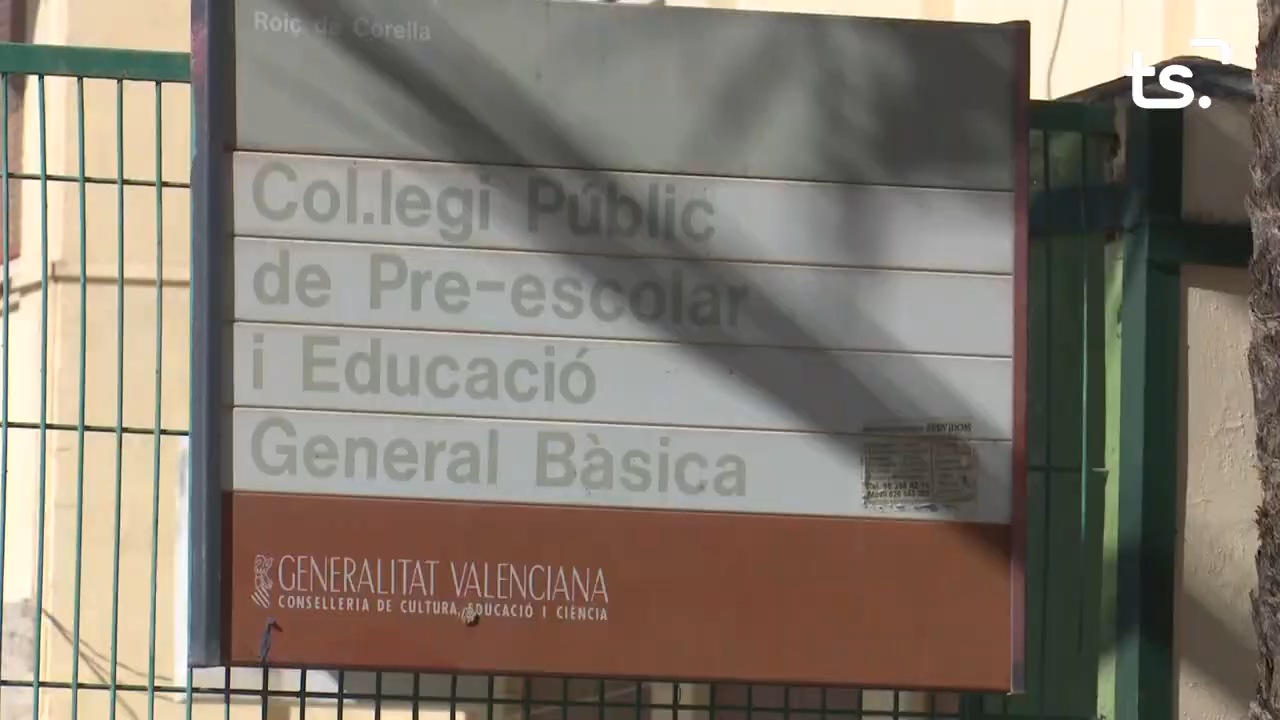 Roiç de Corella
ts.
Col.legi Públic
de Pre-escolar
i Educació
General Bàsica
GENERALITAT VALENCIANA
CONSELLERIA DE CULTURA, EDUCACIÓ I CIÈNCIA